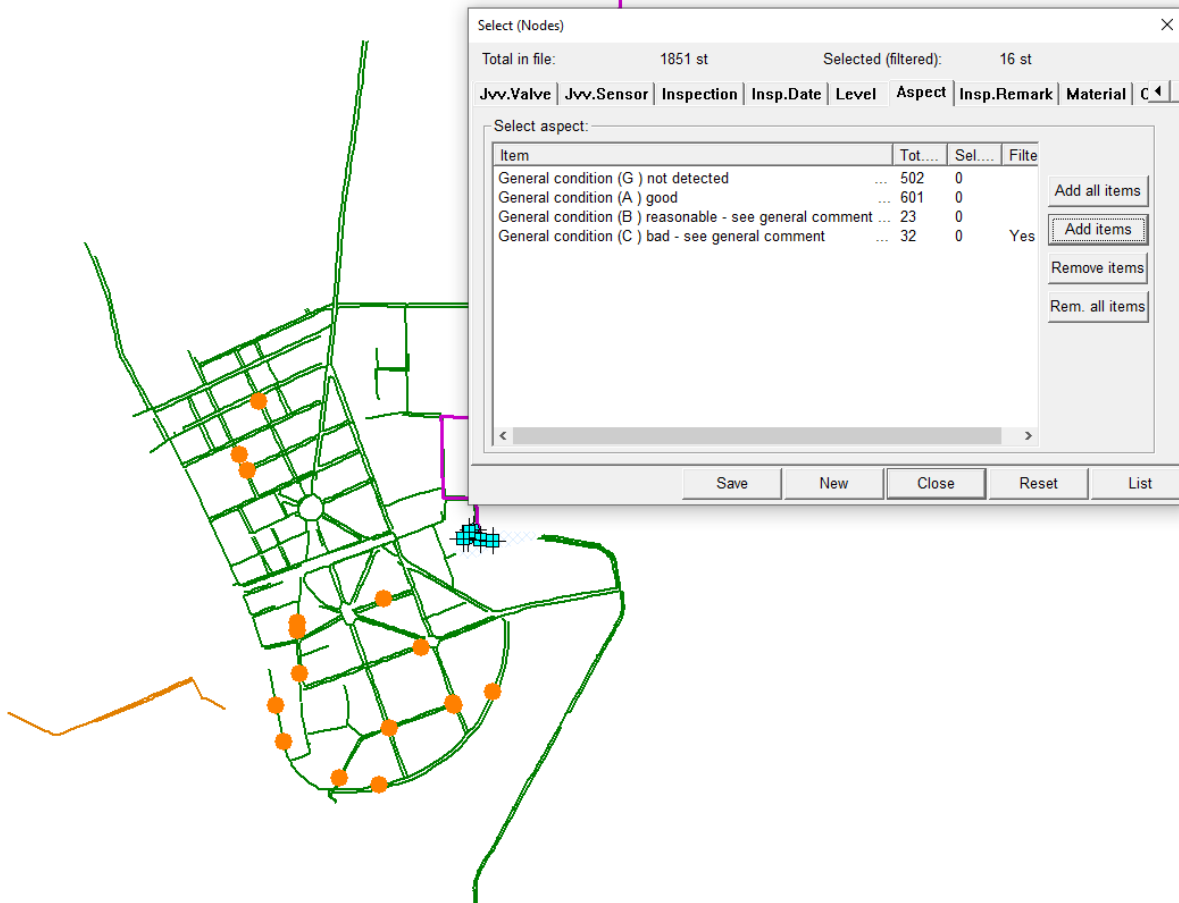 Select (Nodes)
Total in file: 1851 st Selected (filtered): 16 st
Jvv.Valve Jvv.Sensor Inspection Insp.Date Level Aspect Insp.Remark Material
Select aspect:
Item Tot.... Sel.... Filte
General condition (G ) not detected ... 502 0
General condition (A ) good ... 601 0
General condition (B ) reasonable - see general comment ... 23 0
General condition (C ) bad - see general comment ... 32 0 Yes
Add all items
Add items
Remove items
Rem. all items
Save New Close Reset List